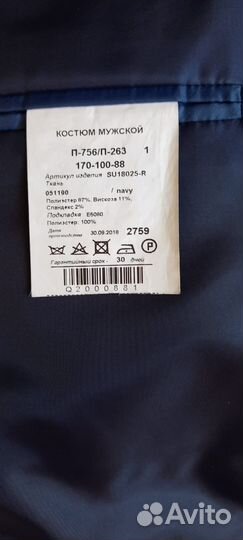 КОСТЮМ МУЖСКОЙ
П-756/П-263 1
170-100-88
Артикул изделия SU18025-R
Ткань
051190 / navy
Полиэстер 87%, Вискоза 11%,
Спандекс 2%
Подкладка E5080
Полиэстер, 100%
Дата производства 30.09.2018 2759
P
Гарантийный срок - 30 дней
Q2000881
Avito